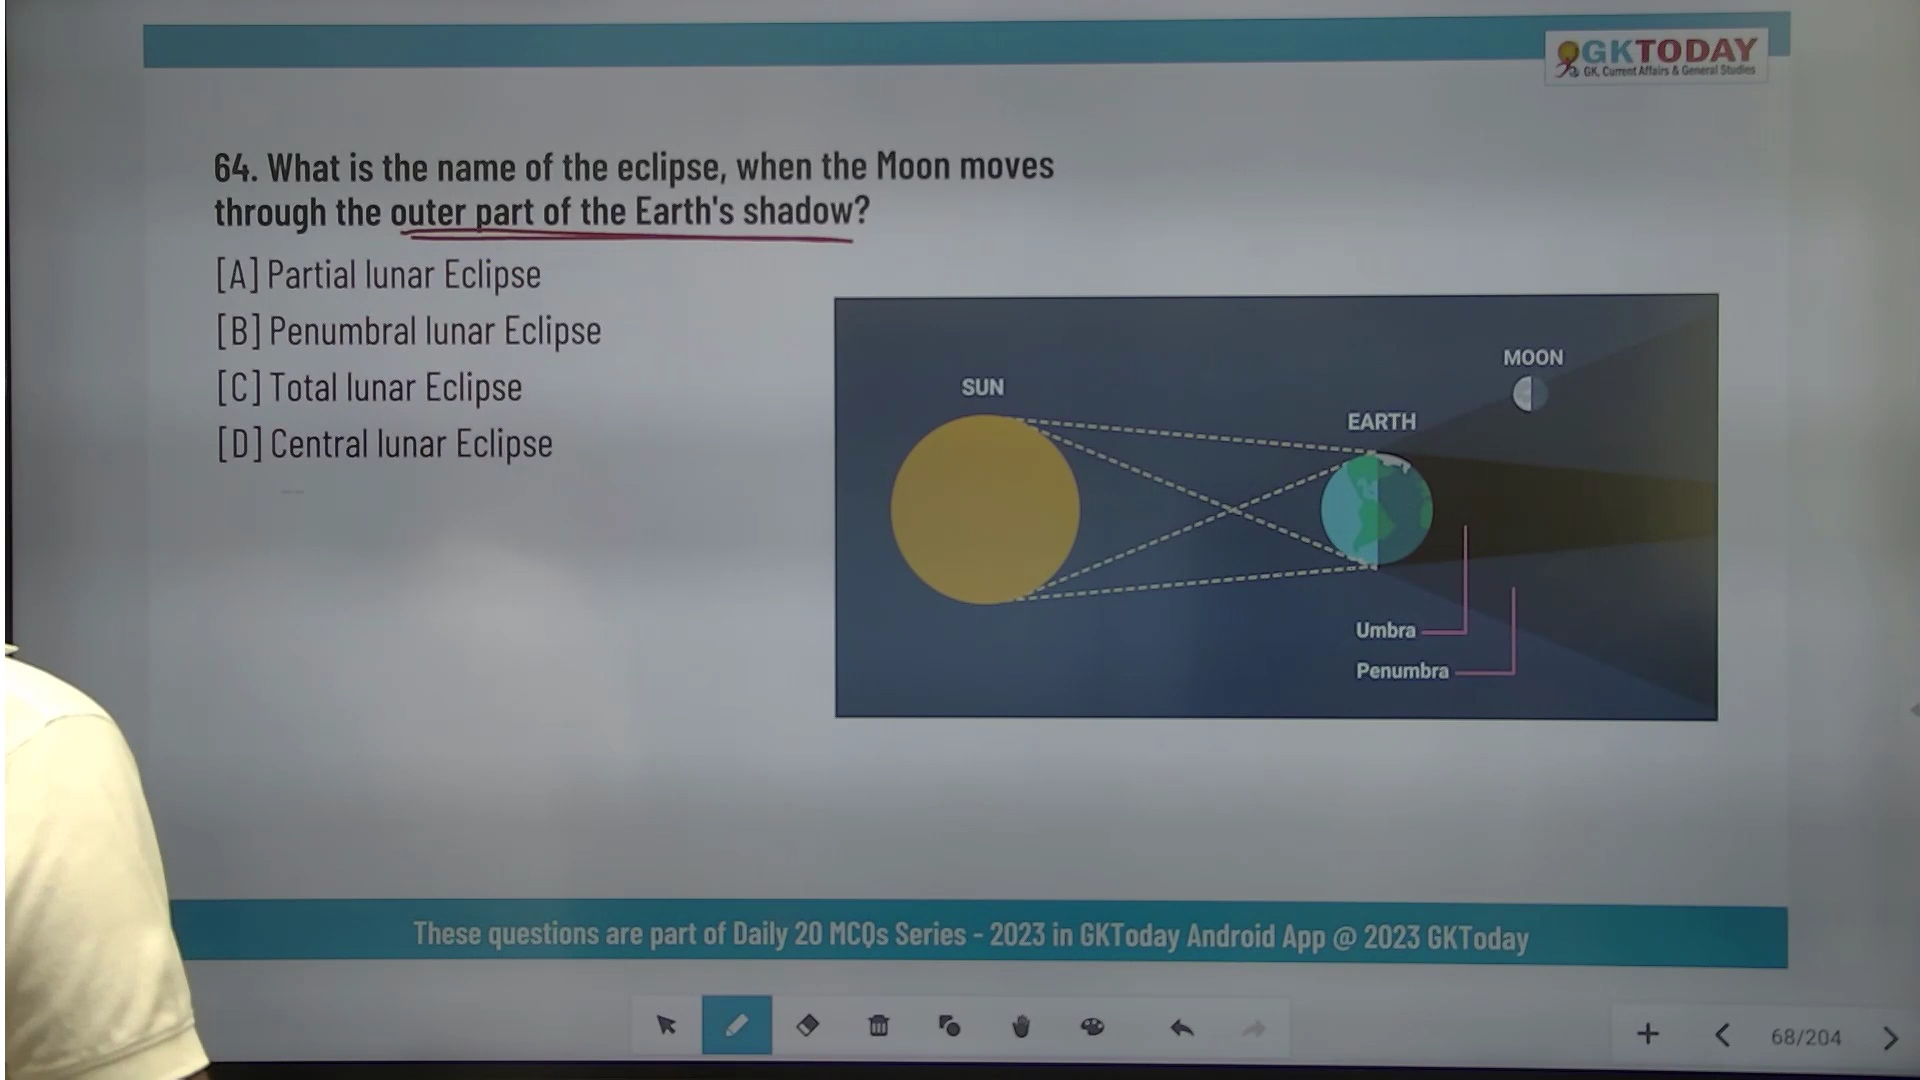 GKTODAY
GK, Current Affairs & General Studies
64. What is the name of the eclipse, when the Moon moves
through the outer part of the Earth's shadow?
[A] Partial lunar Eclipse
[B] Penumbral lunar Eclipse
[C] Total lunar Eclipse
[D] Central lunar Eclipse
SUN
MOON
EARTH
Umbra
Penumbra
These questions are part of Daily 20 MCQs Series - 2023 in GKToday Android App @ 2023 GKToday
68/204